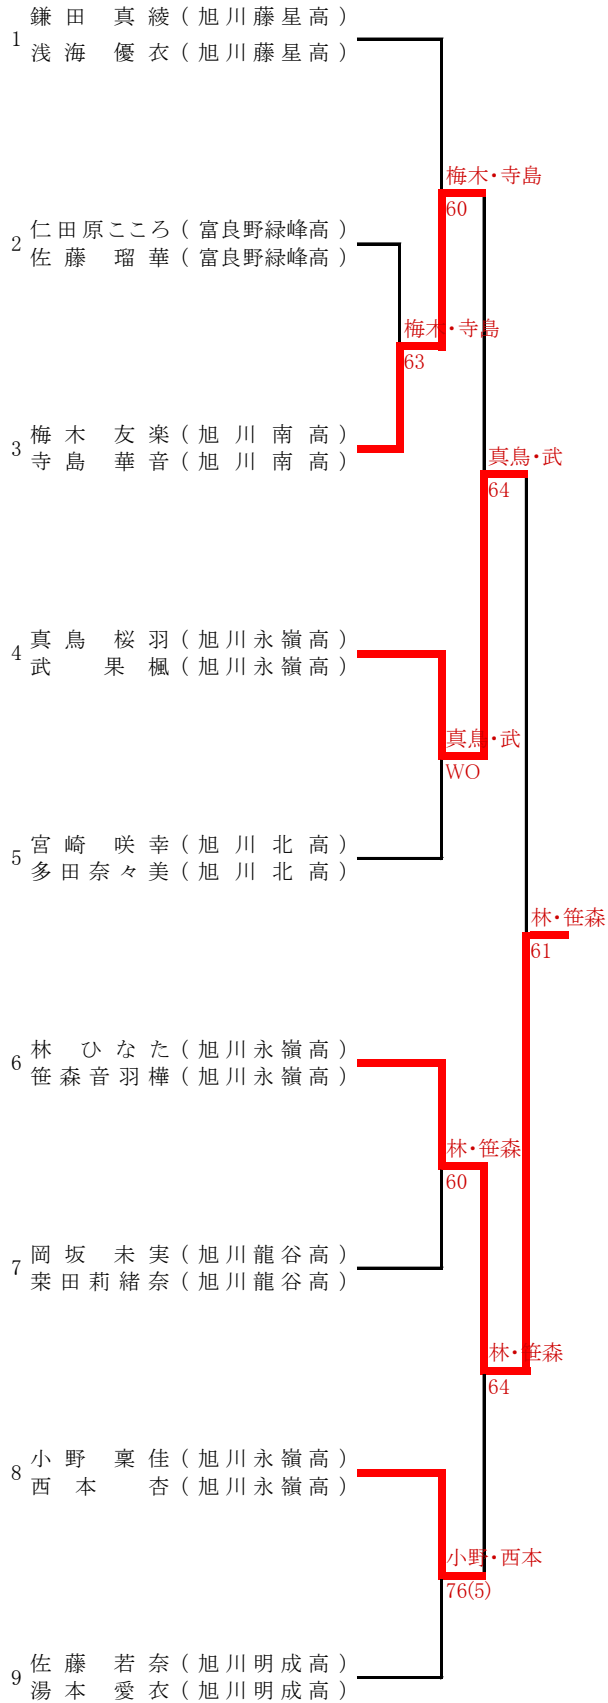 鎌田 真綾(旭川藤星高)
1
浅海 優衣(旭川藤星高)
梅木・寺島
60
仁田原こころ(富良野緑峰高)
2
佐藤 瑠華(富良野緑峰高)
梅木・寺島
63
梅木 友楽(旭川南高)
3
寺島 華音(旭川南高)
真鳥・武
64
真鳥 桜羽(旭川永嶺高)
4
武 果楓(旭川永嶺高)
真鳥・武
WO
宮崎 咲幸(旭川北高)
5
多田奈々美(旭川北高)
林・笹森
61
林 ひなた(旭川永嶺高)
6
笹森音羽樺(旭川永嶺高)
林・笹森
60
岡坂 未実(旭川龍谷高)
7
桒田莉緒奈(旭川龍谷高)
林・笹森
64
小野 稟佳(旭川永嶺高)
8
西本 杏(旭川永嶺高)
小野・西本
76(5)
佐藤 若奈(旭川明成高)
9
湯本 愛衣(旭川明成高)